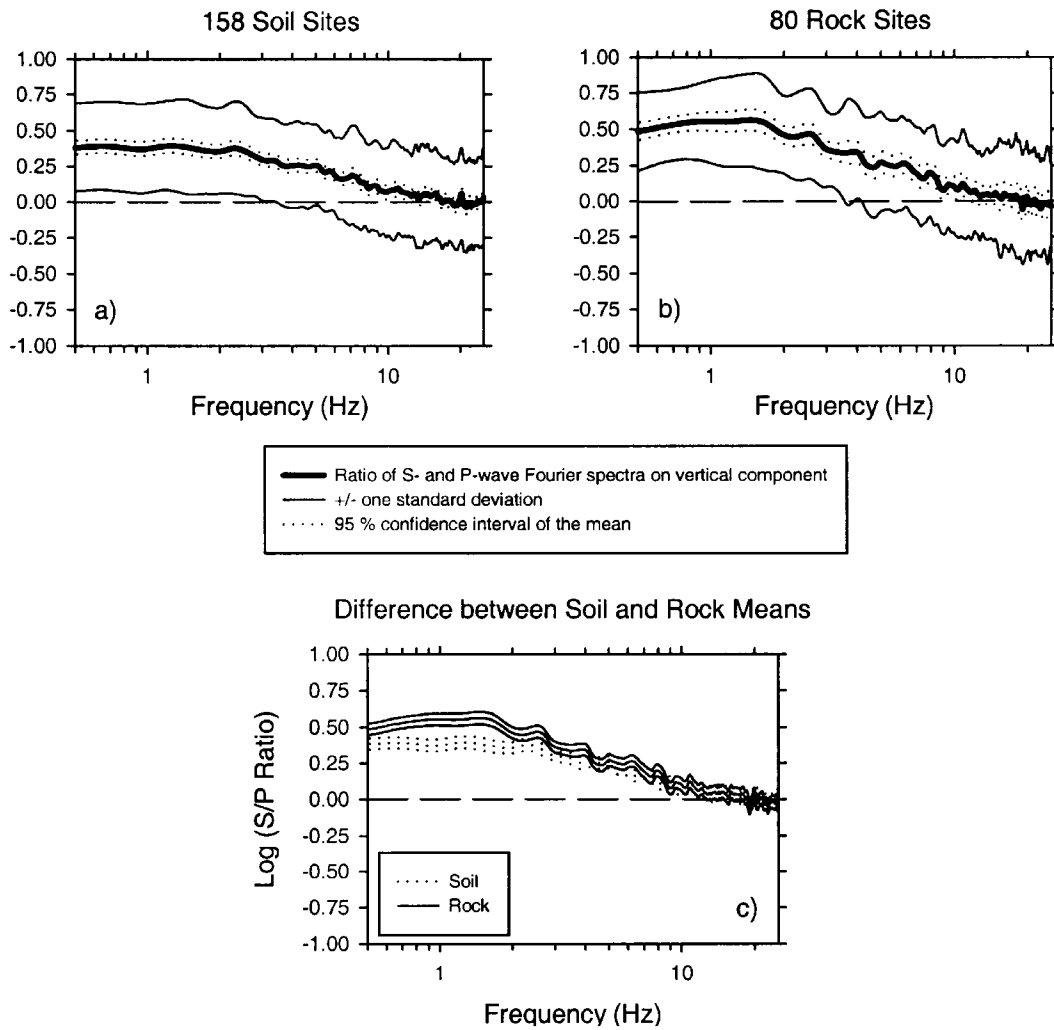 158 Soil Sites
1.00
0.75
0.50
0.25
0.00
-0.25
-0.50
-0.75
-1.00
a)
1
10
Frequency (Hz)
80 Rock Sites
1.00
0.75
0.50
0.25
0.00
-0.25
-0.50
-0.75
-1.00
b)
1
10
Frequency (Hz)
Ratio of S- and P-wave Fourier spectra on vertical component
+/- one standard deviation
95 % confidence interval of the mean
Difference between Soil and Rock Means
Log (S/P Ratio)
1.00
0.75
0.50
0.25
0.00
-0.25
-0.50
-0.75
-1.00
Soil
Rock
c)
1
10
Frequency (Hz)